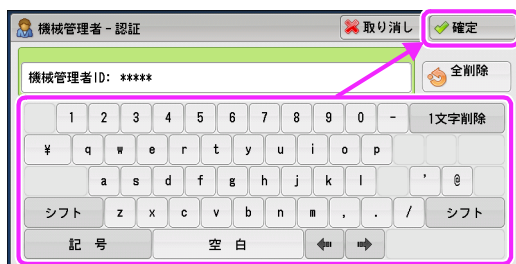 機械管理者 - 認証 取り消し 確定
機械管理者ID: ***** 全削除
1 2 3 4 5 6 7 8 9 0 - 1文字削除
¥ q w e r t y u i o p
a s d f g h j k l ' @
シフト z x c v b n m , . / シフト
記 号 空 白